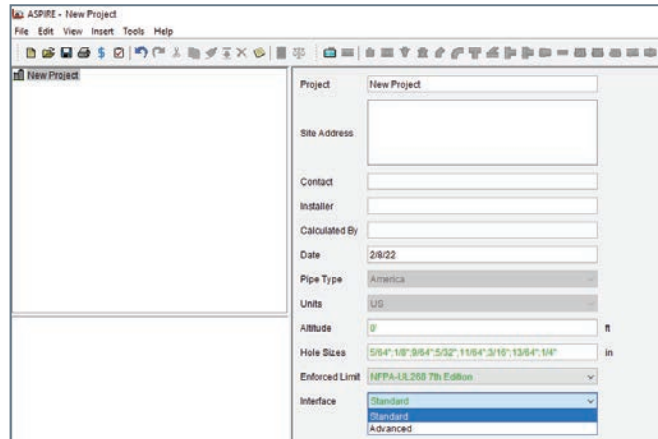 ASPIRE - New Project
File Edit View Insert Tools Help
New Project
Project New Project
Site Address
Contact
Installer
Calculated By
Date 2/8/22
Pipe Type America
Units US
Altitude 0' ft
Hole Sizes 5/64";1/8";9/64";5/32";11/64";3/16";13/64";1/4" in
Enforced Limit NFPA-UL268 7th Edition
Interface Standard
Standard
Advanced